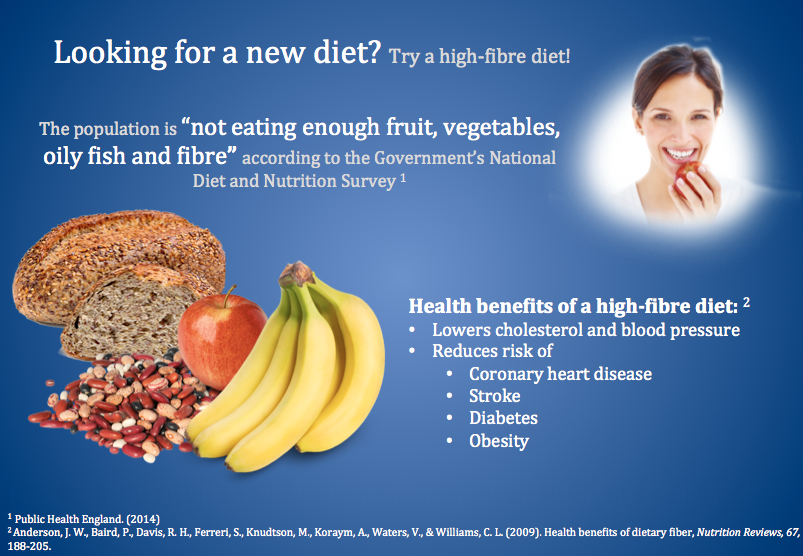 Looking for a new diet? Try a high-fibre diet!
The population is “not eating enough fruit, vegetables,
oily fish and fibre” according to the Government’s National
Diet and Nutrition Survey 1
Health benefits of a high-fibre diet: 2
• Lowers cholesterol and blood pressure
• Reduces risk of
• Coronary heart disease
• Stroke
• Diabetes
• Obesity
1 Public Health England. (2014)
2 Anderson, J. W., Baird, P., Davis, R. H., Ferreri, S., Knudtson, M., Koraym, A., Waters, V., & Williams, C. L. (2009). Health benefits of dietary fiber, Nutrition Reviews, 67,
188-205.